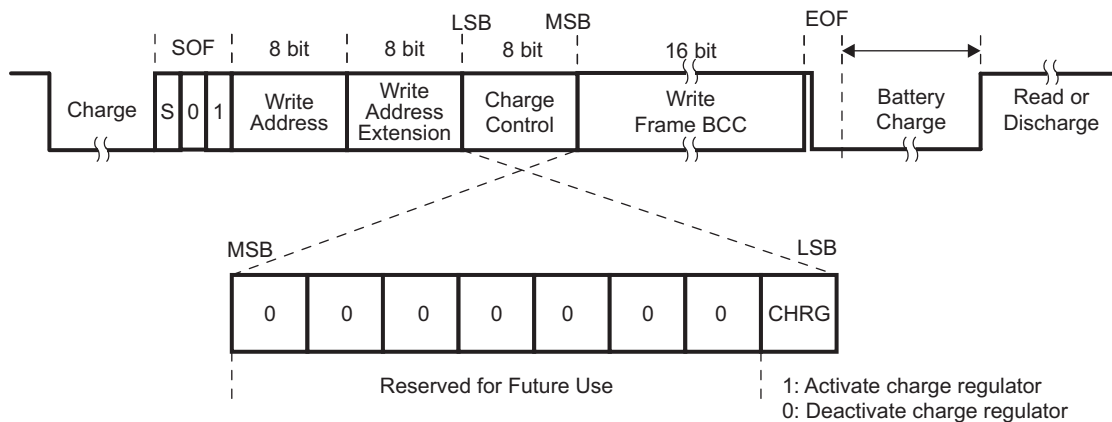 LSB MSB EOF
SOF 8 bit 8 bit 8 bit 16 bit
Charge S 0 1 Write Address Write Address Extension Charge Control Write Frame BCC Battery Charge Read or Discharge
MSB LSB
0 0 0 0 0 0 0 CHRG
Reserved for Future Use
1: Activate charge regulator
0: Deactivate charge regulator